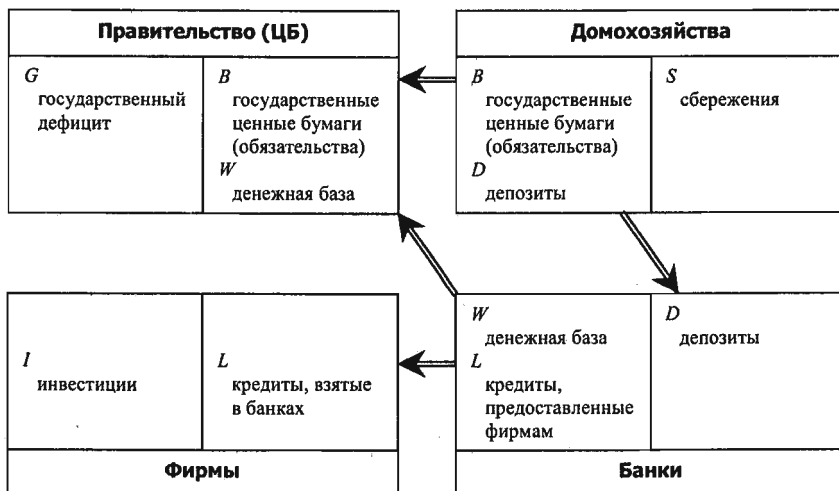 Правительство (ЦБ)
G
государственный
дефицит
B
государственные
ценные бумаги
(обязательства)
W
денежная база
Домохозяйства
B
государственные
ценные бумаги
(обязательства)
D
депозиты
S
сбережения
I
инвестиции
L
кредиты, взятые
в банках
Фирмы
W
денежная база
L
кредиты,
предоставленные
фирмам
D
депозиты
Банки